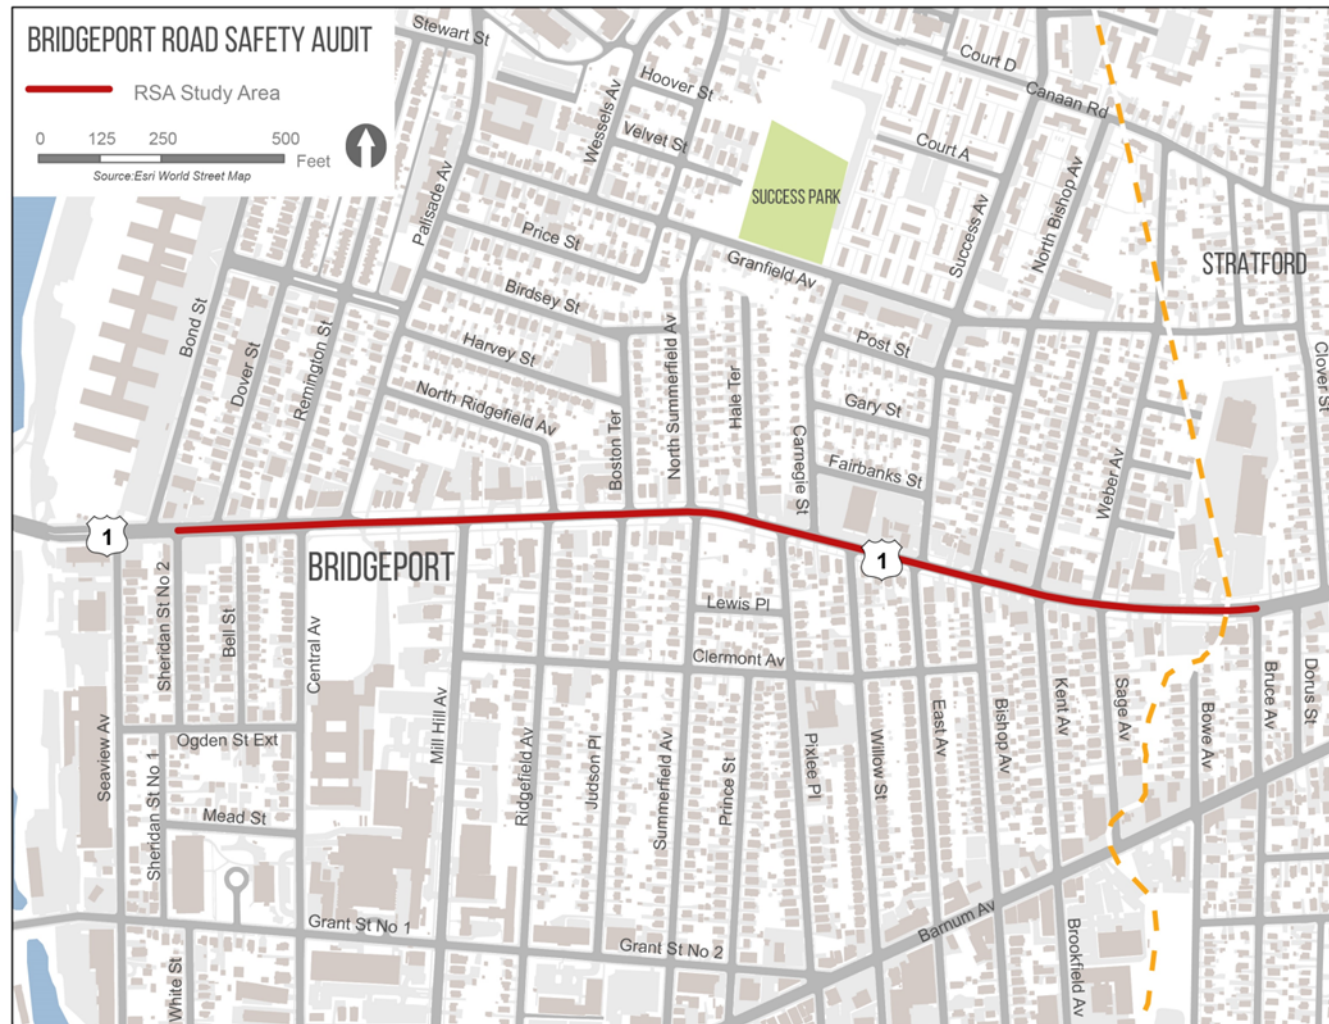 BRIDGEPORT ROAD SAFETY AUDIT
RSA Study Area
0 125 250 500
Feet
Source:Esri World Street Map
Stewart St
Hoover St
Wessels Av
Velvet St
Court D
Canaan Rd
Court A
SUCCESS PARK
Palisade Av
Price St
Granfield Av
Success Av
North Bishop Av
STRATFORD
Birdsey St
Bond St
Dover St
Remington St
Harvey St
North Ridgefield Av
Boston Ter
North Summerfield Av
Hale Ter
Carnegie St
Post St
Gary St
Fairbanks St
Weber Av
Clover St
1
1
BRIDGEPORT
Sheridan St No 2
Bell St
Central Av
Lewis Pl
Clermont Av
Seaview Av
Ogden St Ext
Mill Hill Av
Ridgefield Av
Judson Pl
Summerfield Av
Prince St
Pixlee Pl
Willow St
East Av
Bishop Av
Kent Av
Sage Av
Bowe Av
Bruce Av
Dorus St
Sheridan St No 1
Mead St
Grant St No 1
Grant St No 2
Barnum Av
White St
Brookfield Av